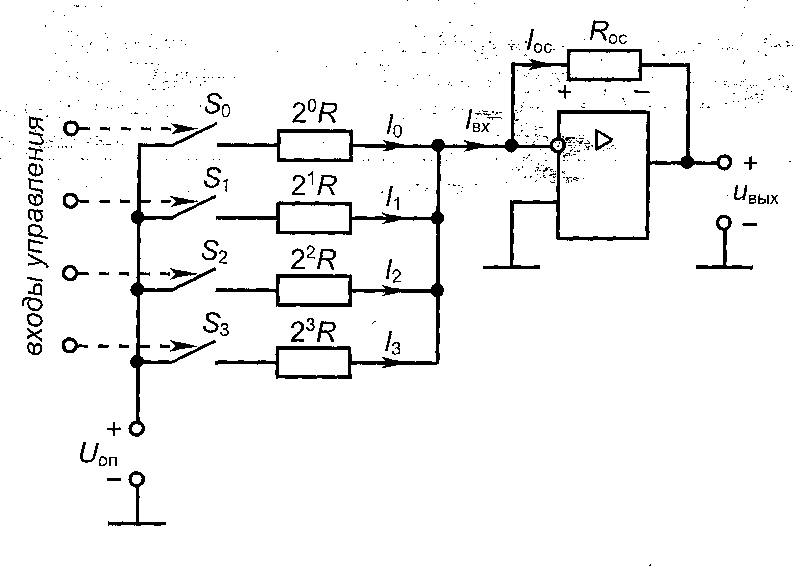 входы управления
S₀
2⁰R
I₀
S₁
2¹R
I₁
S₂
2²R
I₂
S₃
2³R
I₃
Iвх
Iос
Rос
+ −
▷
+
uвых
−
+
Uоп
−